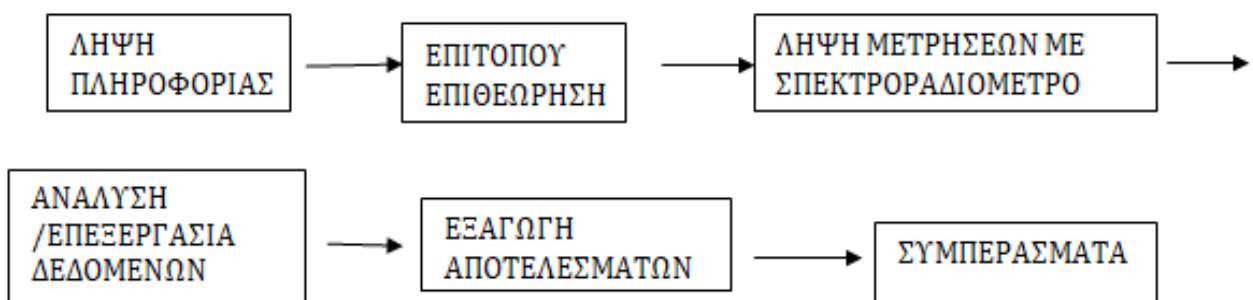 ΛΗΨΗ
ΠΛΗΡΟΦΟΡΙΑΣ
ΕΠΙΤΟΠΟΥ
ΕΠΙΘΕΩΡΗΣΗ
ΛΗΨΗ ΜΕΤΡΗΣΕΩΝ ΜΕ
ΣΠΕΚΤΡΟΡΑΔΙΟΜΕΤΡΟ
ΑΝΑΛΥΣΗ
/ΕΠΕΞΕΡΓΑΣΙΑ
ΔΕΔΟΜΕΝΩΝ
ΕΞΑΓΩΓΗ
ΑΠΟΤΕΛΕΣΜΑΤΩΝ
ΣΥΜΠΕΡΑΣΜΑΤΑ